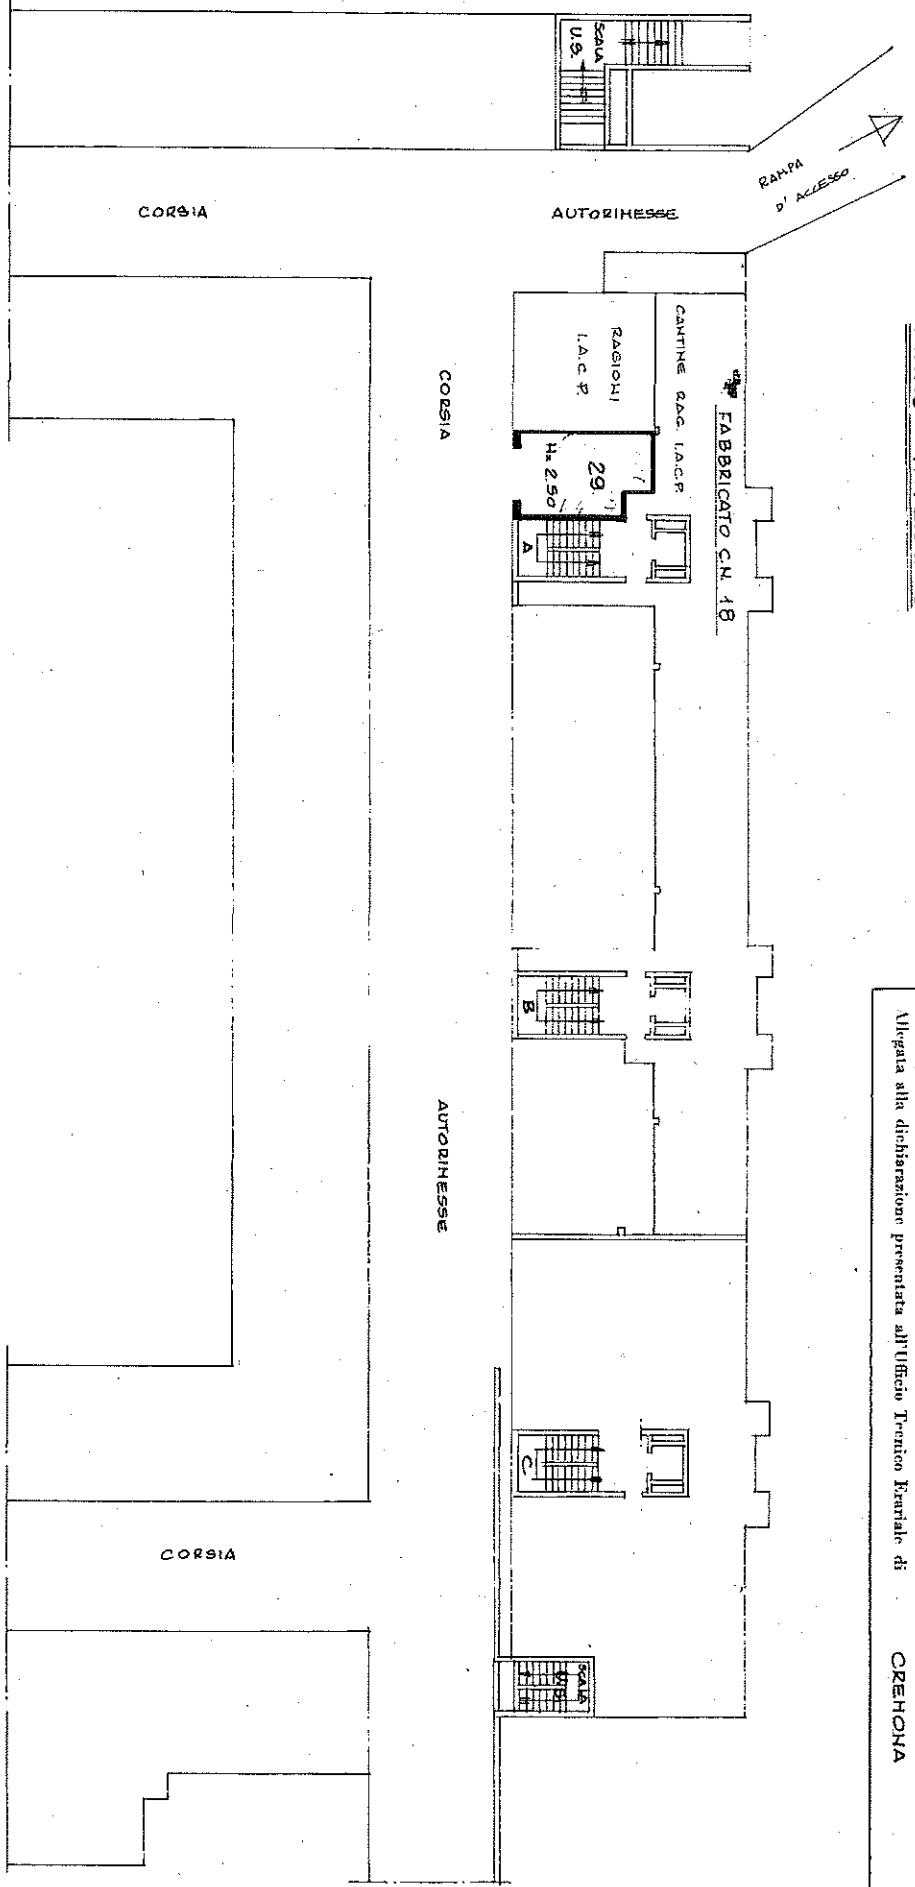 SCALA
U.S.
RAMPA
D' ACCESSO
CORSIA
AUTORIMESSE
RAGIONI
I.A.C.P.
CANTINE RAG. I.A.C.P.
FABBRICATO C.N. 18
CORSIA
29
H= 2.50
A
B
AUTORIMESSE
C
CORSIA
SCALA
U.S.
Allegata alla dichiarazione presentata all'Ufficio Tecnico Erariale di
CREMONA